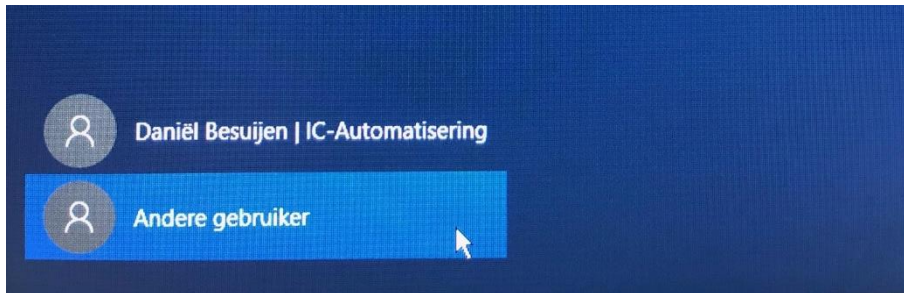 Daniël Besuijen | IC-Automatisering
Andere gebruiker